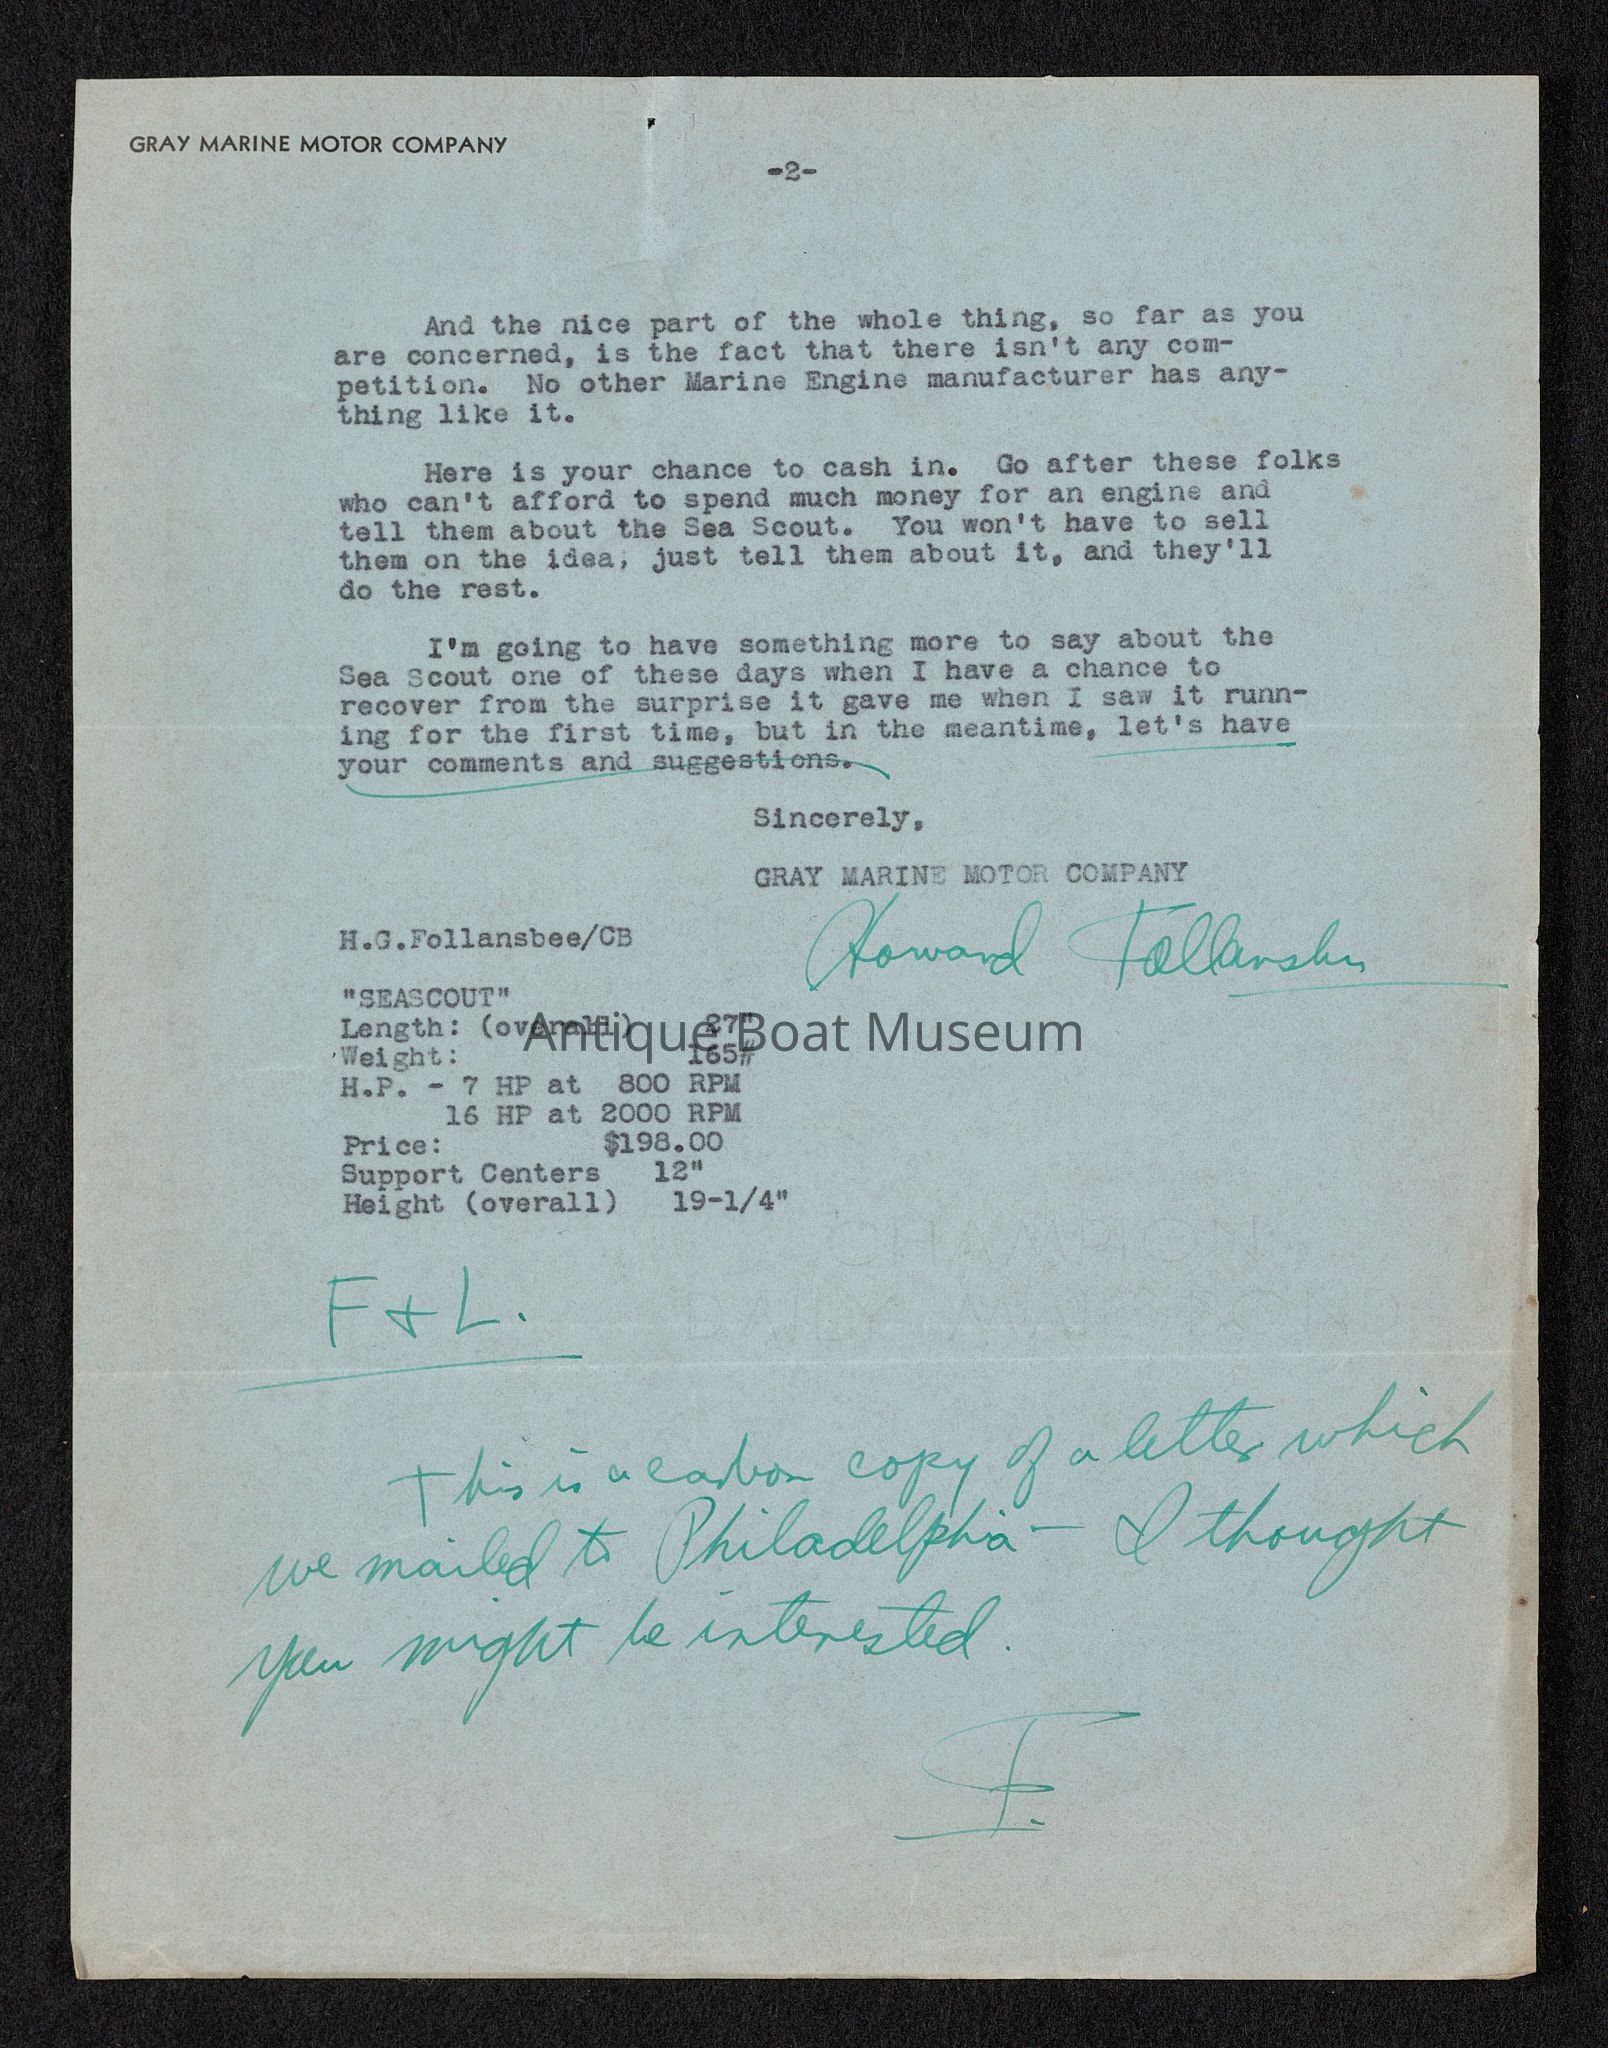 GRAY MARINE MOTOR COMPANY
-2-
And the nice part of the whole thing, so far as you
are concerned, is the fact that there isn't any com-
petition. No other Marine Engine manufacturer has any-
thing like it.
Here is your chance to cash in. Go after these folks
who can't afford to spend much money for an engine and
tell them about the Sea Scout. You won't have to sell
them on the idea, just tell them about it, and they'll
do the rest.
I'm going to have something more to say about the
Sea Scout one of these days when I have a chance to
recover from the surprise it gave me when I saw it runn-
ing for the first time, but in the meantime, let's have
your comments and suggestions.
Sincerely,
GRAY MARINE MOTOR COMPANY
Howard Follansbee
H.G.Follansbee/CB
"SEASCOUT"
Length: (overall) 27"
Antique Boat Museum
Weight: 165#
H.P. - 7 HP at 800 RPM
16 HP at 2000 RPM
Price: $198.00
Support Centers 12"
Height (overall) 19-1/4"
F & L.
This is a carbon copy of a letter which
we mailed to Philadelphia - I thought
you might be interested.
F.